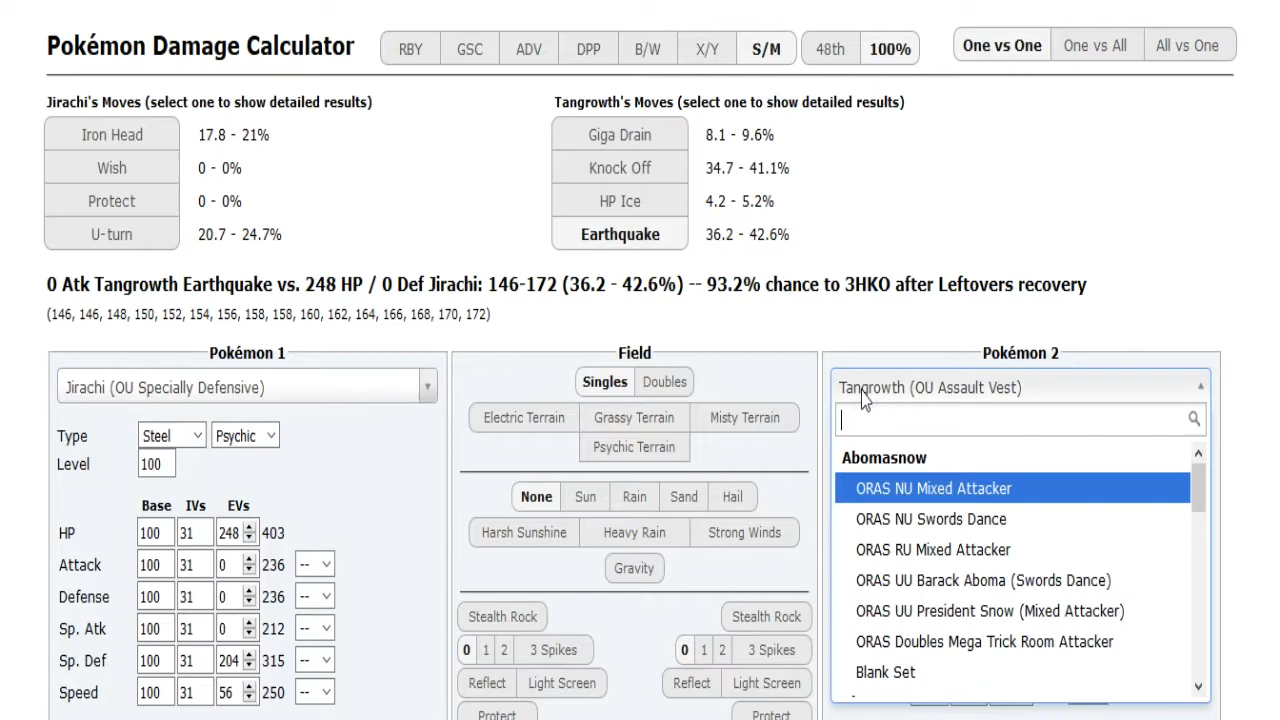 Pokémon Damage Calculator RBY GSC ADV DPP B/W X/Y S/M 48th 100% One vs One One vs All All vs One
Jirachi's Moves (select one to show detailed results) Tangrowth's Moves (select one to show detailed results)
Iron Head 17.8 - 21% Giga Drain 8.1 - 9.6%
Wish 0 - 0% Knock Off 34.7 - 41.1%
Protect 0 - 0% HP Ice 4.2 - 5.2%
U-turn 20.7 - 24.7% Earthquake 36.2 - 42.6%
0 Atk Tangrowth Earthquake vs. 248 HP / 0 Def Jirachi: 146-172 (36.2 - 42.6%) -- 93.2% chance to 3HKO after Leftovers recovery
(146, 146, 148, 150, 152, 154, 156, 158, 158, 160, 162, 164, 166, 168, 170, 172)
Pokémon 1
Jirachi (OU Specially Defensive)
Type Steel Psychic
Level 100
Base IVs EVs
HP 100 31 248 403
Attack 100 31 0 236 --
Defense 100 31 0 236 --
Sp. Atk 100 31 0 212 --
Sp. Def 100 31 204 315 --
Speed 100 31 56 250 --
Field
Singles Doubles
Electric Terrain Grassy Terrain Misty Terrain
Psychic Terrain
None Sun Rain Sand Hail
Harsh Sunshine Heavy Rain Strong Winds
Gravity
Stealth Rock Stealth Rock
0 1 2 3 Spikes 0 1 2 3 Spikes
Reflect Light Screen Reflect Light Screen
Protect Protect
Pokémon 2
Tangrowth (OU Assault Vest)
Abomasnow
ORAS NU Mixed Attacker
ORAS NU Swords Dance
ORAS RU Mixed Attacker
ORAS UU Barack Aboma (Swords Dance)
ORAS UU President Snow (Mixed Attacker)
ORAS Doubles Mega Trick Room Attacker
Blank Set